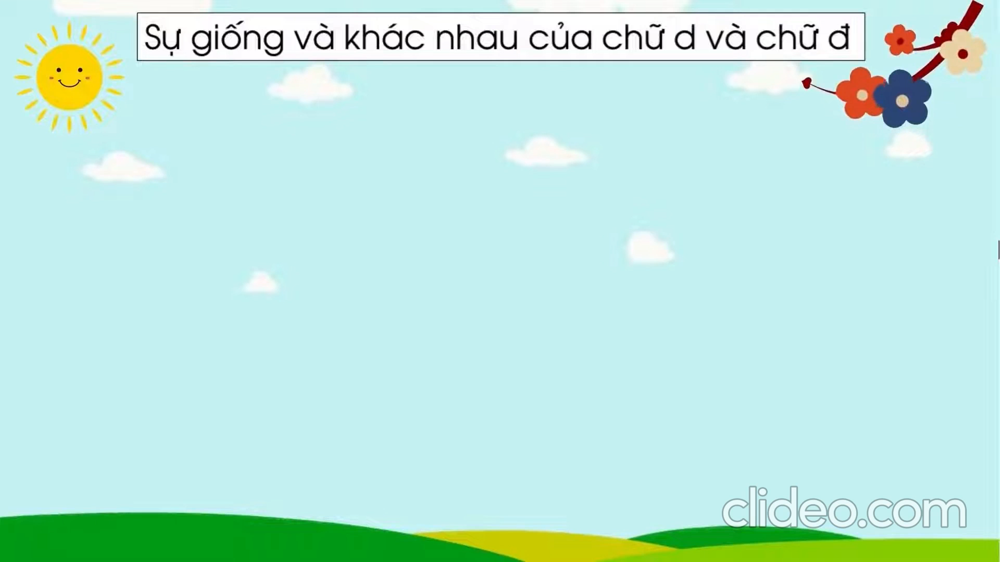 Sự giống và khác nhau của chữ d và chữ đ
clideo.com